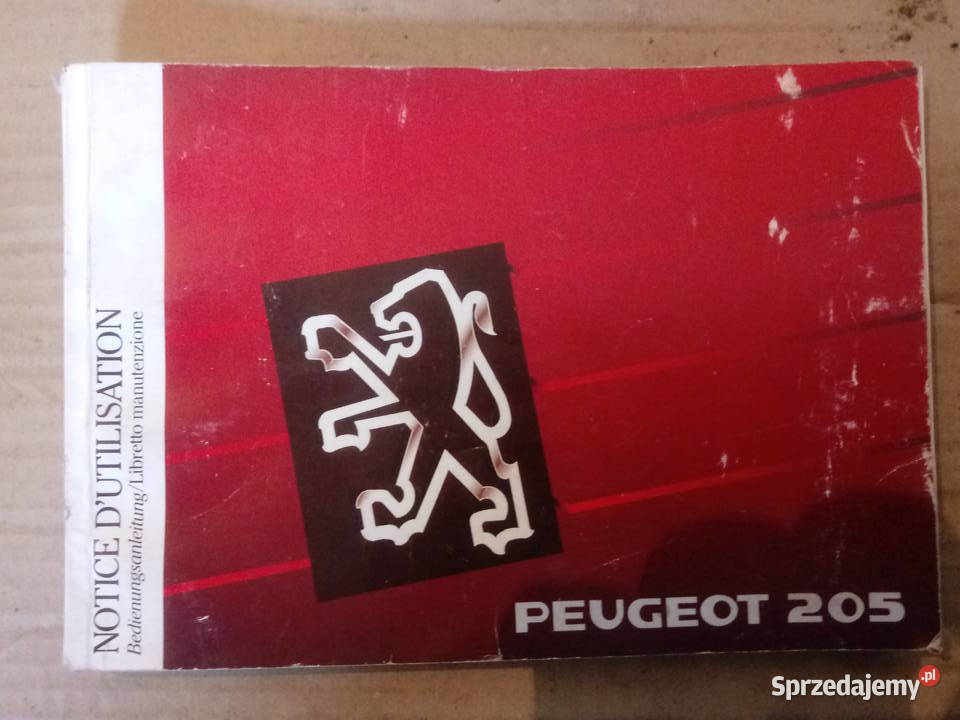 NOTICE D'UTILISATION
Bedienungsanleitung/Libretto manutenzione
PEUGEOT 205
Sprzedajemy.pl